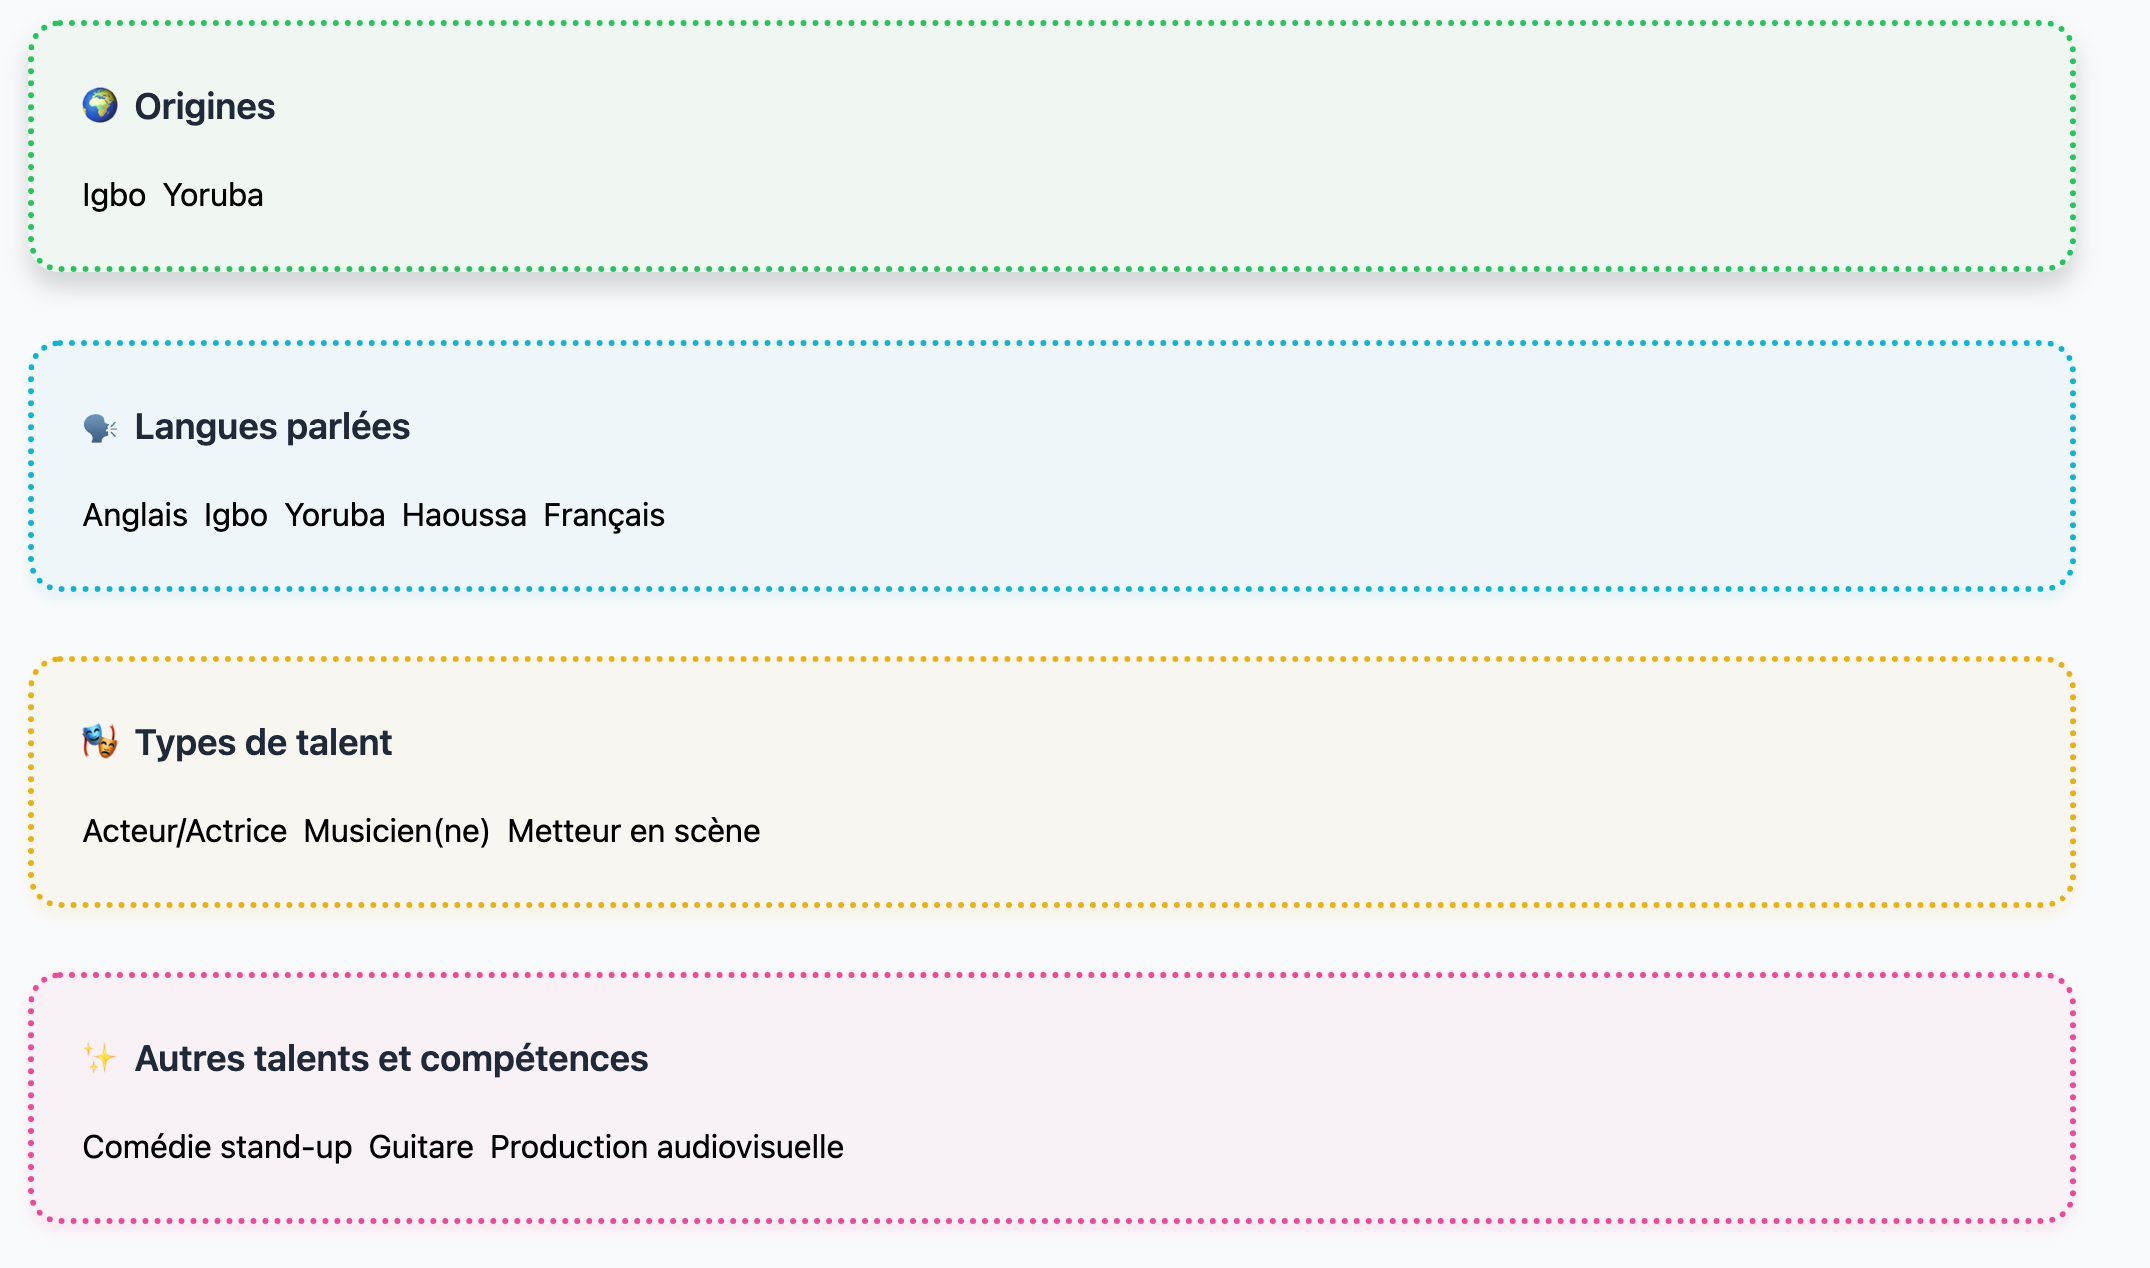 🌍 Origines
Igbo Yoruba
🗣️ Langues parlées
Anglais Igbo Yoruba Haoussa Français
🎭 Types de talent
Acteur/Actrice Musicien(ne) Metteur en scène
✨ Autres talents et compétences
Comédie stand-up Guitare Production audiovisuelle